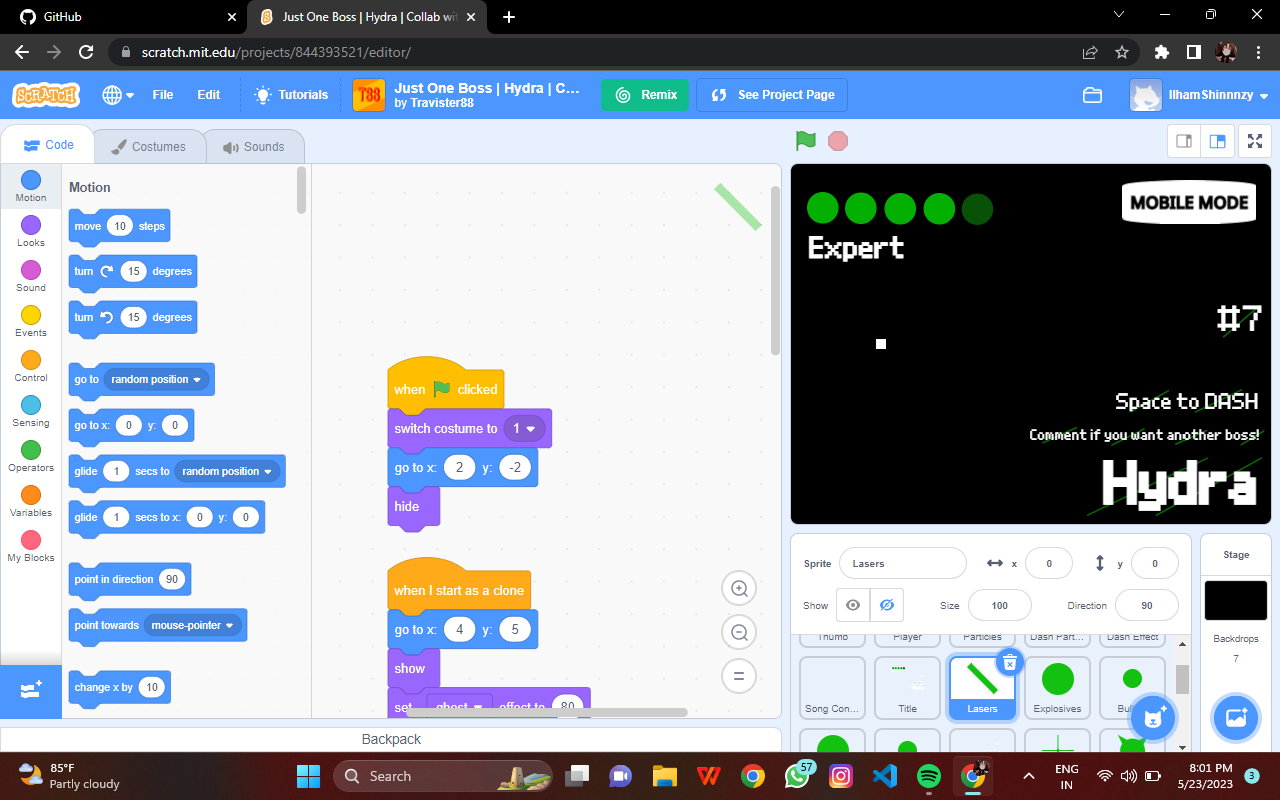 GitHub
Just One Boss | Hydra | Collab wit
scratch.mit.edu/projects/844393521/editor/
SCRATCH
File
Edit
Tutorials
T88
Just One Boss | Hydra | C...
by Travister88
Remix
See Project Page
IlhamShinnnzy
Code
Costumes
Sounds
Motion
Looks
Sound
Events
Control
Sensing
Operators
Variables
My Blocks
Motion
move 10 steps
turn 15 degrees
turn 15 degrees
go to random position
go to x: 0 y: 0
glide 1 secs to random position
glide 1 secs to x: 0 y: 0
point in direction 90
point towards mouse-pointer
change x by 10
when clicked
switch costume to 1
go to x: 2 y: -2
hide
when I start as a clone
go to x: 4 y: 5
show
set ghost effect to 80
Backpack
MOBILE MODE
Expert
#7
Space to DASH
Comment if you want another boss!
Hydra
Sprite Lasers x 0 y 0
Show Size 100 Direction 90
Thumb Player Particles Dash Part... Dash Effect
Song Con... Title Lasers Explosives
Stage
Backdrops
7
85°F
Partly cloudy
Search
57
ENG
IN
8:01 PM
5/23/2023
3